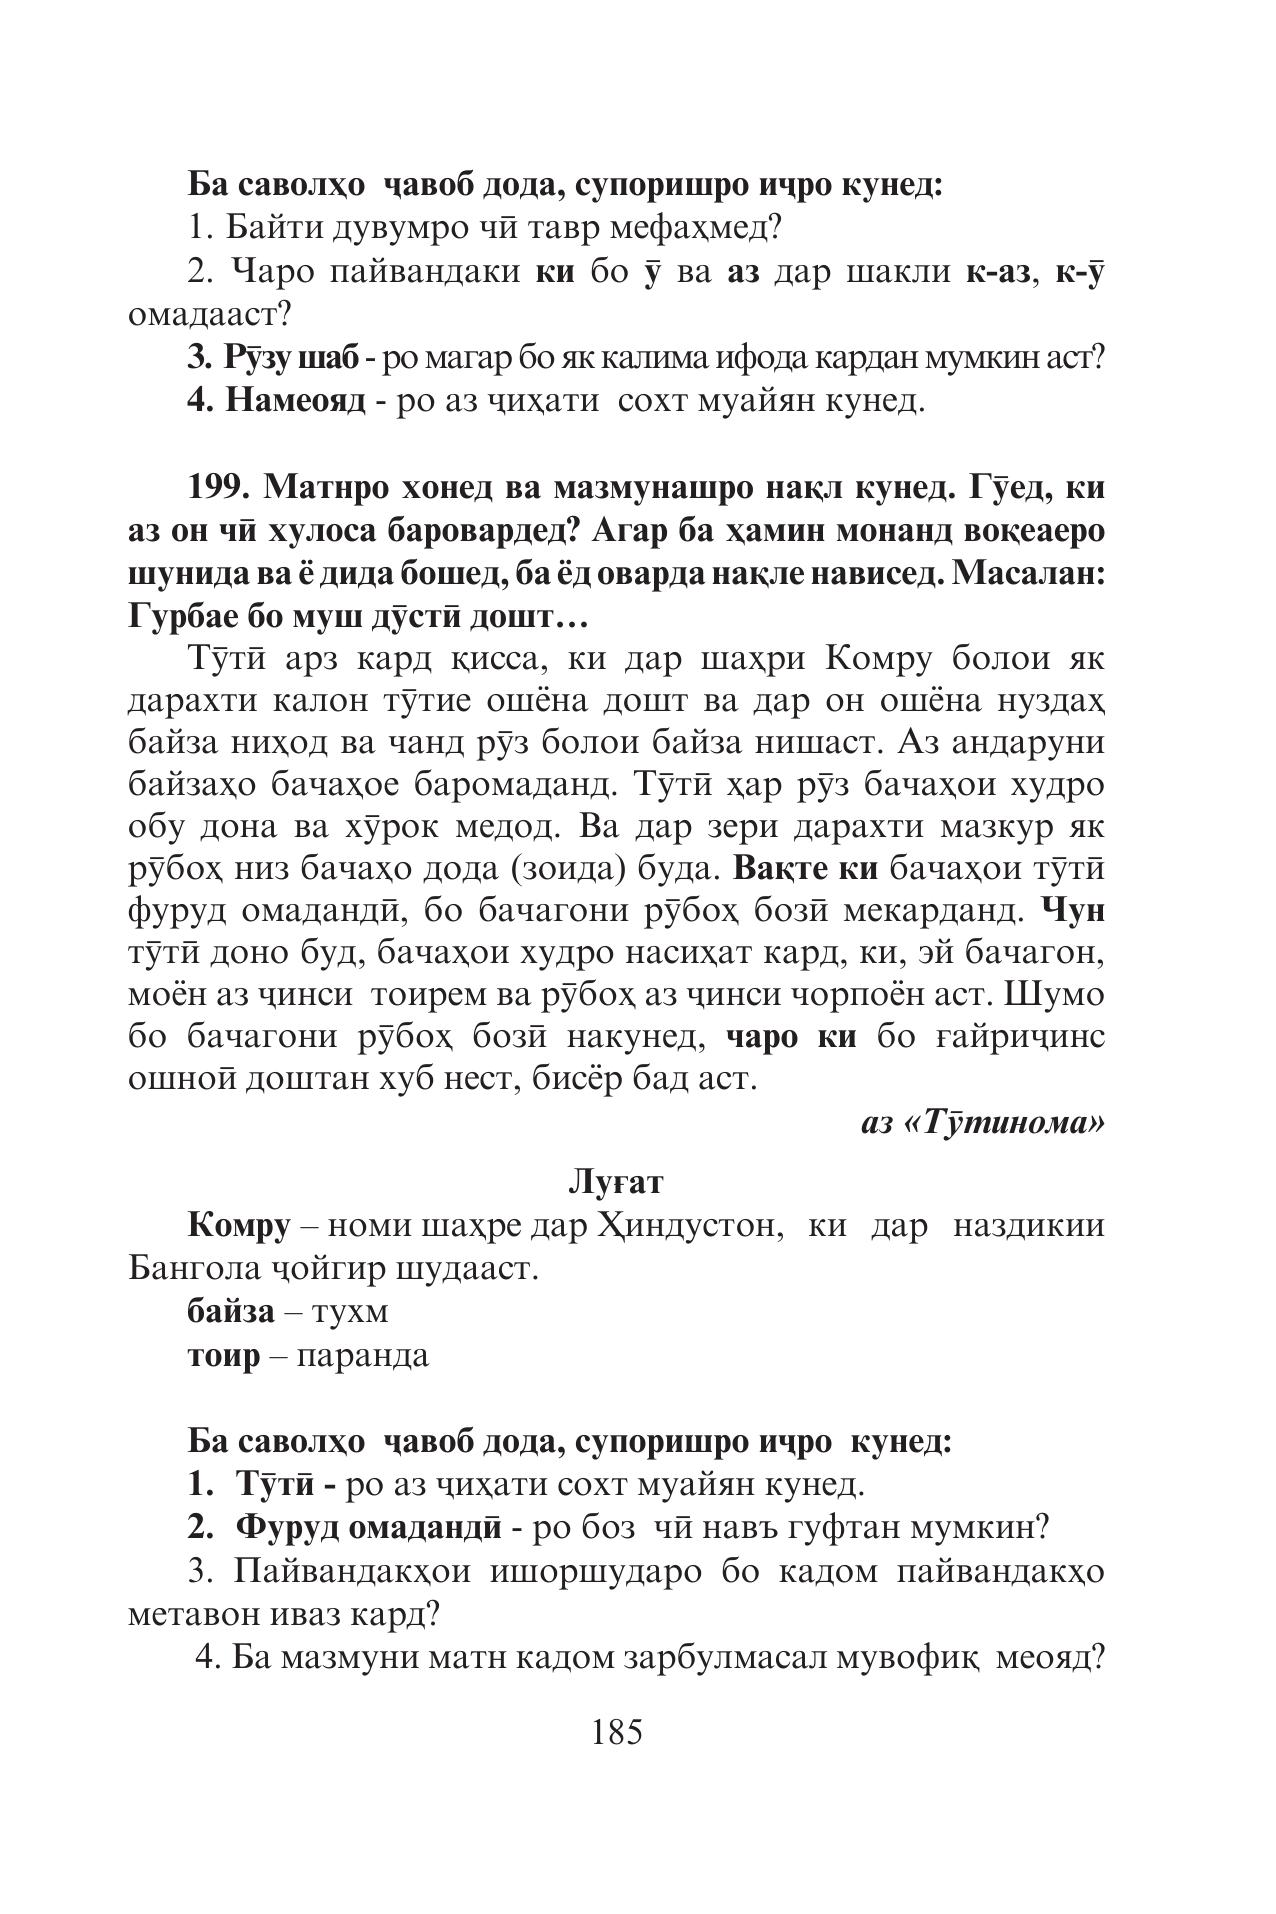 Ба саволҳо ҷавоб дода, супоришро иҷро кунед:
1. Байти дувумро чӣ тавр мефаҳмед?
2. Чаро пайвандаки ки бо ӯ ва аз дар шакли к-аз, к-ӯ
омадааст?
3. Рӯзу шаб - ро магар бо як калима ифода кардан мумкин аст?
4. Намеояд - ро аз ҷиҳати сохт муайян кунед.
199. Матнро хонед ва мазмунашро нақл кунед. Гӯед, ки
аз он чӣ хулоса баровардед? Агар ба ҳамин монанд воқеаеро
шунида ва ё дида бошед, ба ёд оварда нақле нависед. Масалан:
Гурбае бо муш дӯстӣ дошт…
Тӯтӣ арз кард қисса, ки дар шаҳри Комру болои як
дарахти калон тӯтие ошёна дошт ва дар он ошёна нуздаҳ
байза ниҳод ва чанд рӯз болои байза нишаст. Аз андаруни
байзаҳо бачаҳое баромаданд. Тӯтӣ ҳар рӯз бачаҳои худро
обу дона ва хӯрок медод. Ва дар зери дарахти мазкур як
рӯбоҳ низ бачаҳо дода (зоида) буда. Вақте ки бачаҳои тӯтӣ
фуруд омадандӣ, бо бачагони рӯбоҳ бозӣ мекарданд. Чун
тӯтӣ доно буд, бачаҳои худро насиҳат кард, ки, эй бачагон,
моён аз ҷинси тоирем ва рӯбоҳ аз ҷинси чорпоён аст. Шумо
бо бачагони рӯбоҳ бозӣ накунед, чаро ки бо ғайриҷинс
ошноӣ доштан хуб нест, бисёр бад аст.
аз «Тӯтинома»
Луғат
Комру – номи шаҳре дар Ҳиндустон, ки дар наздикии
Бангола ҷойгир шудааст.
байза – тухм
тоир – паранда
Ба саволҳо ҷавоб дода, супоришро иҷро кунед:
1. Тӯтӣ - ро аз ҷиҳати сохт муайян кунед.
2. Фуруд омадандӣ - ро боз чӣ навъ гуфтан мумкин?
3. Пайвандакҳои ишоршударо бо кадом пайвандакҳо
метавон иваз кард?
4. Ба мазмуни матн кадом зарбулмасал мувофиқ меояд?
185